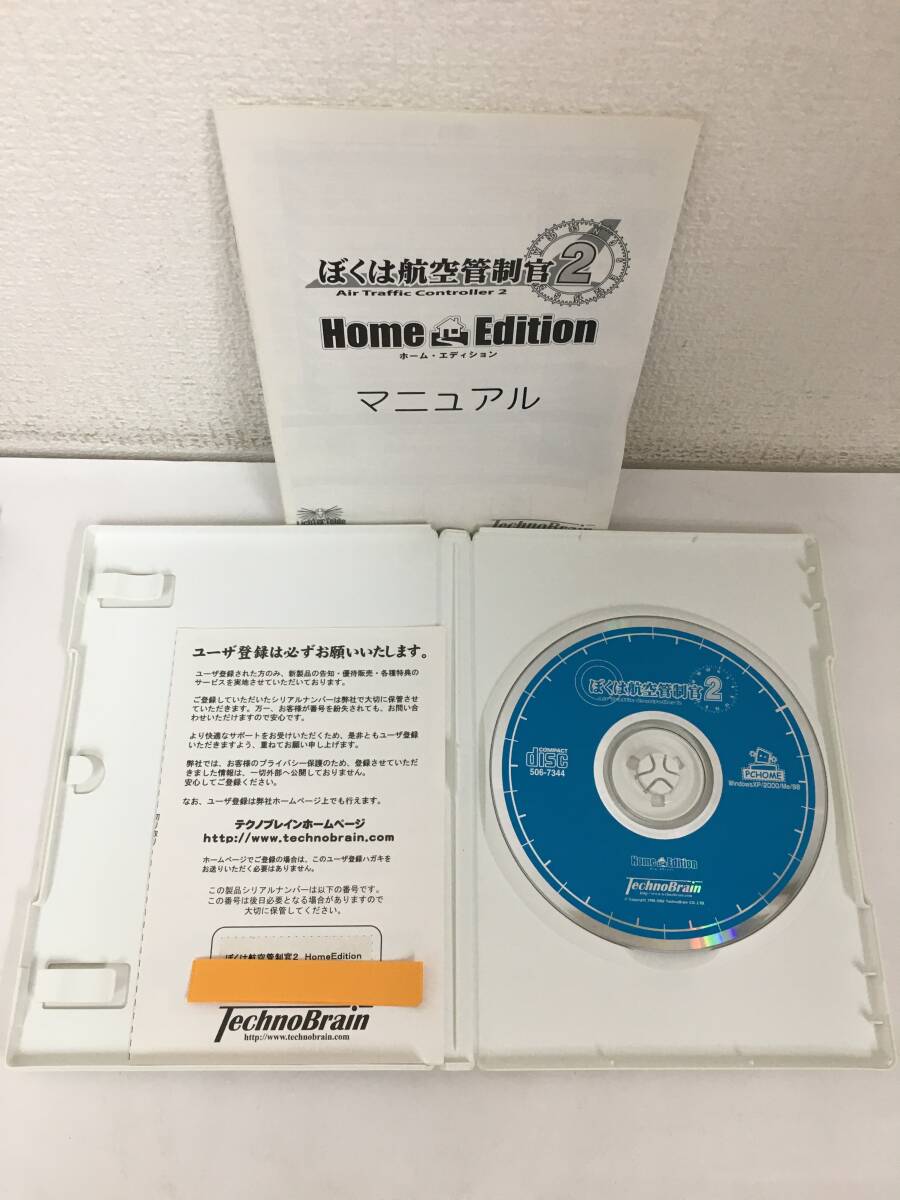 ぼくは航空管制官2
Air Traffic Controller 2
Home Edition
ホーム・エディション
マニュアル
TechnoBrain
ユーザ登録は必ずお願いいたします。
ユーザ登録された方のみ、新製品の告知・優待販売・各種特典の
サービスを実地させていただいております。
ご登録していただいたシリアルナンバーは弊社で大切に保管させ
ていただきます。万一、お客様が番号を紛失されても、お問い合
わせいただけますので安心です。
より快適なサポートをお受けいただくため、是非ともユーザ登録
いただきますよう、重ねてお願い申し上げます。
弊社では、お客様のプライバシー保護のため、登録させていただ
きました情報は、一切外部へ公開しておりません。
安心してご登録ください。
なお、ユーザ登録は弊社ホームページ上でも行えます。
テクノブレインホームページ
http://www.technobrain.com
ホームページでご登録の場合は、このユーザ登録ハガキを
お送りいただく必要はありません。
この製品シリアルナンバーは以下の番号です。
この番号は後日必要となる場合がありますので
大切に保管してください。
ぼくは航空管制官2 HomeEdition
TechnoBrain
http://www.technobrain.com
ぼくは航空管制官2
Air Traffic Controller 2
COMPACT
disc
506-7344
PCHOME
WindowsXP/2000/Me/98
Home Edition
TechnoBrain
http://www.technobrain.com